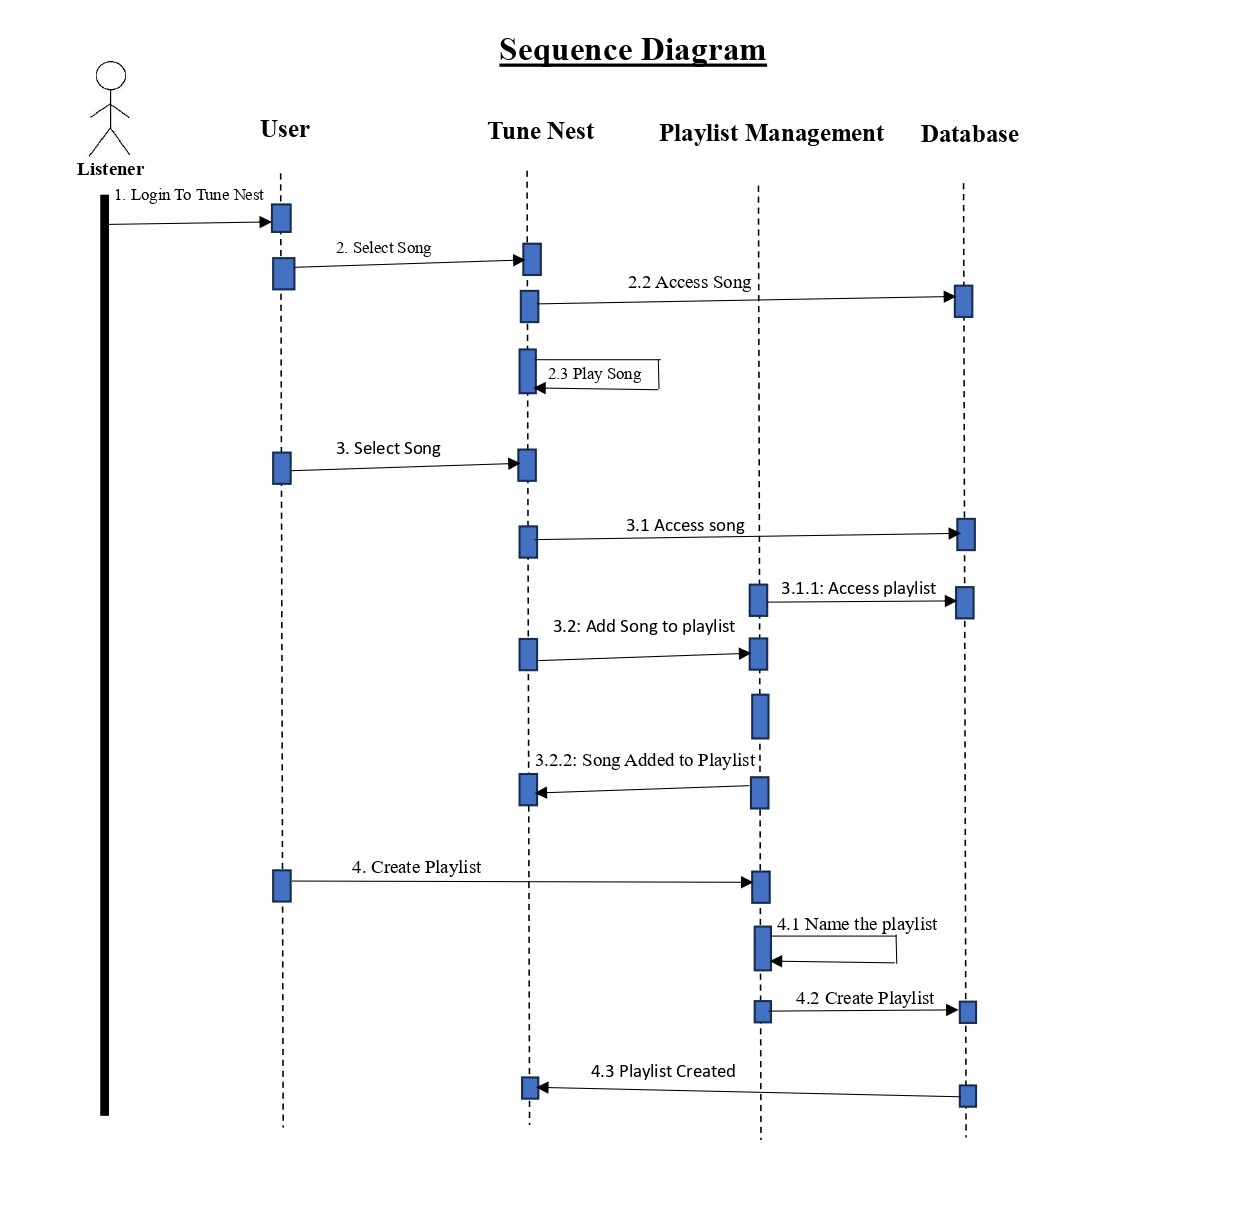 Sequence Diagram
Listener
User
Tune Nest
Playlist Management
Database
1. Login To Tune Nest
2. Select Song
2.2 Access Song
2.3 Play Song
3. Select Song
3.1 Access song
3.1.1: Access playlist
3.2: Add Song to playlist
3.2.2: Song Added to Playlist
4. Create Playlist
4.1 Name the playlist
4.2 Create Playlist
4.3 Playlist Created